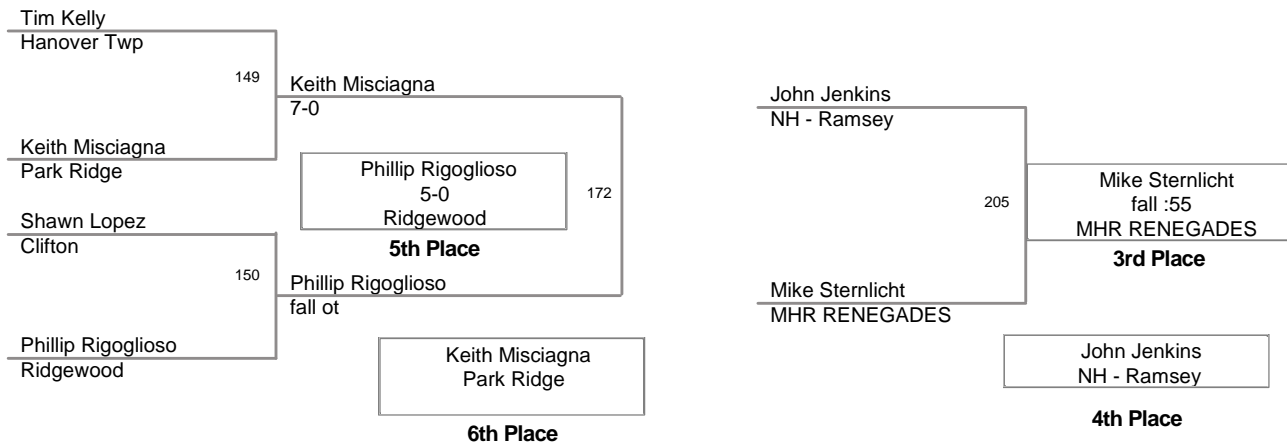 Tim Kelly
Hanover Twp
149
Keith Misciagna
7-0
Keith Misciagna
Park Ridge
Phillip Rigoglioso
5-0
Ridgewood
5th Place
172
Shawn Lopez
Clifton
150
Phillip Rigoglioso
fall ot
Phillip Rigoglioso
Ridgewood
Keith Misciagna
Park Ridge
6th Place
John Jenkins
NH - Ramsey
205
Mike Sternlicht
fall :55
MHR RENEGADES
3rd Place
Mike Sternlicht
MHR RENEGADES
John Jenkins
NH - Ramsey
4th Place